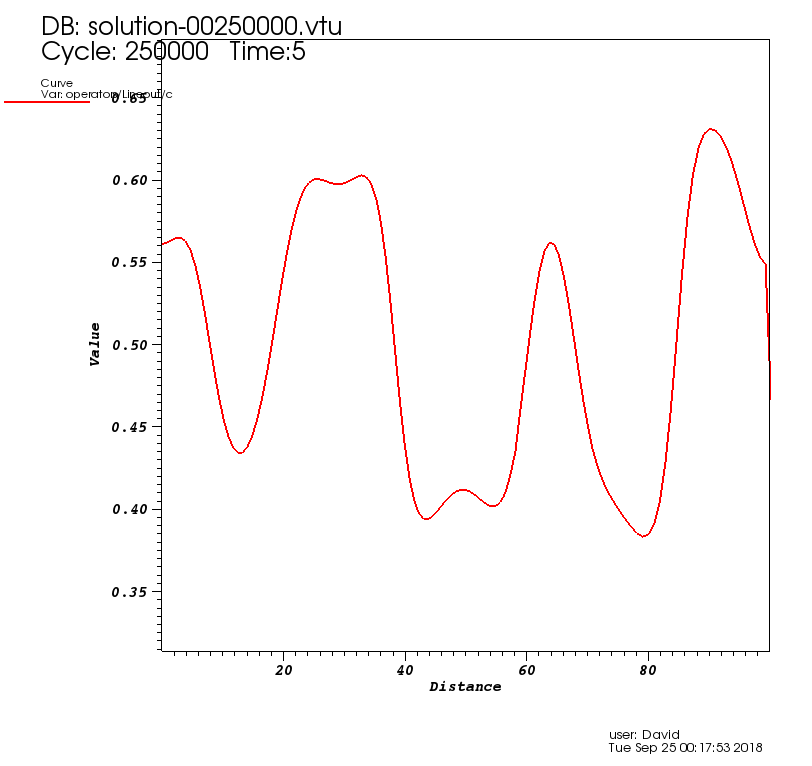 DB: solution-00250000.vtu
Cycle: 250000 Time:5
Curve
Var: operators/Lineout/c
0.65
0.60
0.55
0.50
Value
0.45
0.40
0.35
20 40 60 80
Distance
user: David
Tue Sep 25 00:17:53 2018